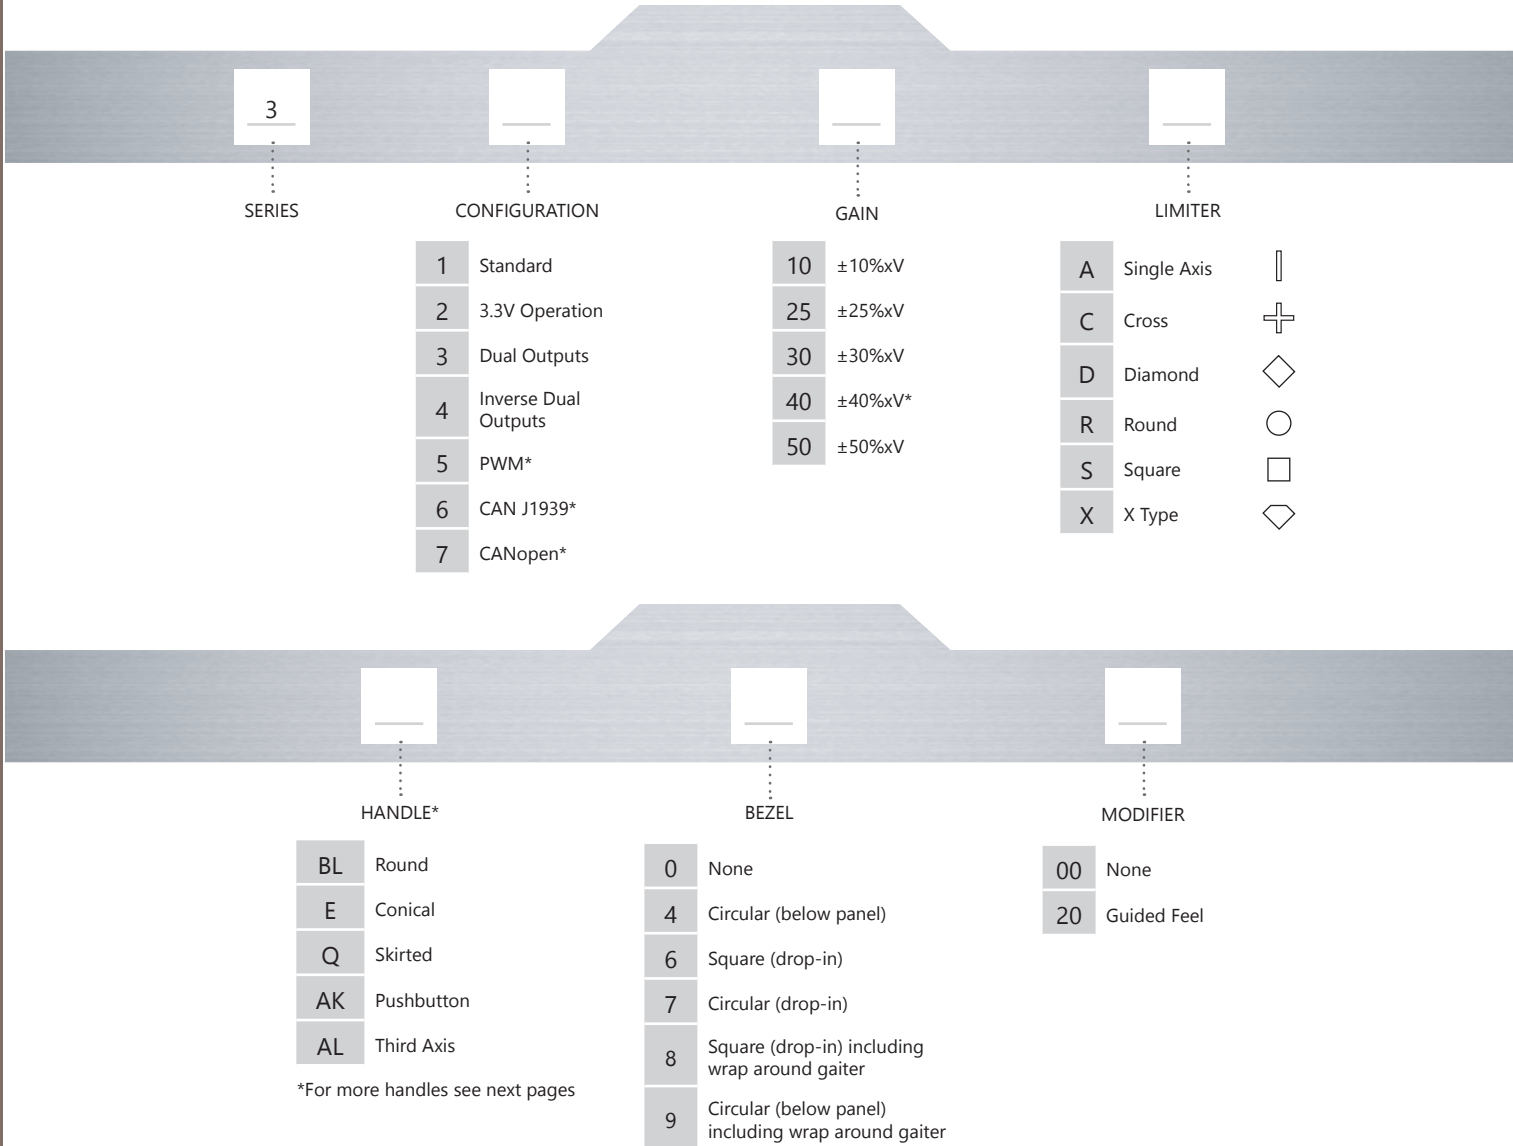 3
SERIES
CONFIGURATION
GAIN
LIMITER
1 Standard
2 3.3V Operation
3 Dual Outputs
4 Inverse Dual
Outputs
5 PWM*
6 CAN J1939*
7 CANopen*
10 ±10%xV
25 ±25%xV
30 ±30%xV
40 ±40%xV*
50 ±50%xV
A Single Axis
C Cross
D Diamond
R Round
S Square
X X Type
HANDLE*
BEZEL
MODIFIER
BL Round
E Conical
Q Skirted
AK Pushbutton
AL Third Axis
*For more handles see next pages
0 None
4 Circular (below panel)
6 Square (drop-in)
7 Circular (drop-in)
8 Square (drop-in) including
wrap around gaiter
9 Circular (below panel)
including wrap around gaiter
00 None
20 Guided Feel